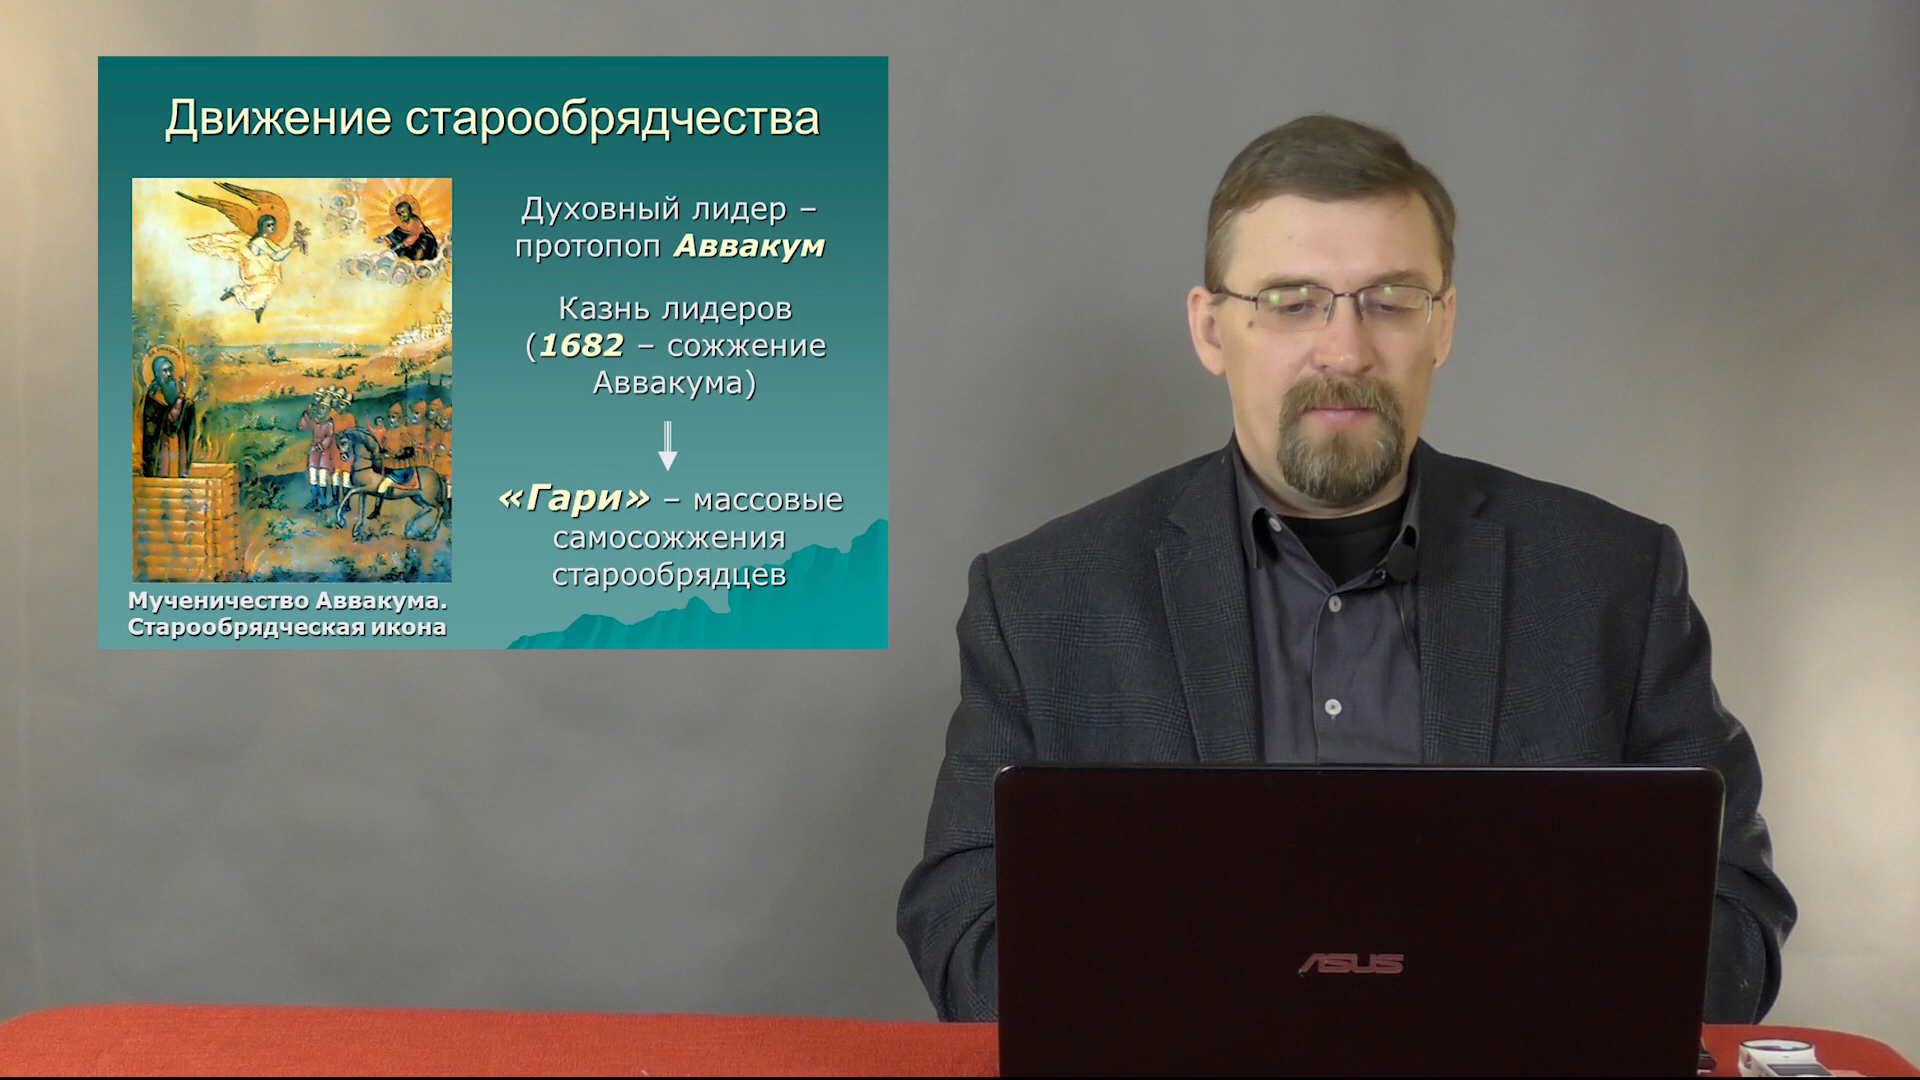 Движение старообрядчества
Духовный лидер –
протопоп Аввакум
Казнь лидеров
(1682 – сожжение
Аввакума)
«Гари» – массовые
самосожжения
старообрядцев
Мученичество Аввакума.
Старообрядческая икона
ASUS